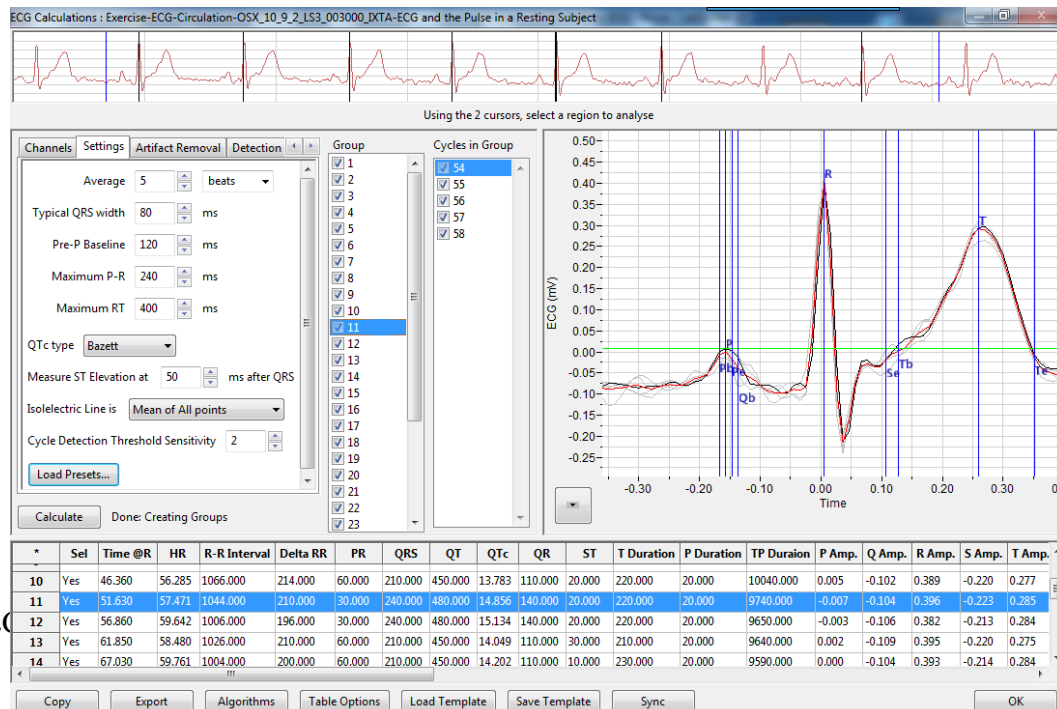 ECG Calculations : Exercise-ECG-Circulation-OSX_10_9_2_LS3_003000_IXTA-ECG and the Pulse in a Resting Subject
Using the 2 cursors, select a region to analyse
Channels Settings Artifact Removal Detection
Average 5 beats
Typical QRS width 80 ms
Pre-P Baseline 120 ms
Maximum P-R 240 ms
Maximum RT 400 ms
QTc type Bazett
Measure ST Elevation at 50 ms after QRS
Isolelectric Line is Mean of All points
Cycle Detection Threshold Sensitivity 2
Load Presets...
Calculate Done: Creating Groups
Group
1
2
3
4
5
6
7
8
9
10
11
12
13
14
15
16
17
18
19
20
21
22
23
Cycles in Group
54
55
56
57
58
ECG (mV)
0.50
0.45
0.40
0.35
0.30
0.25
0.20
0.15
0.10
0.05
0.00
-0.05
-0.10
-0.15
-0.20
-0.25
R
T
P
Pb Pe
Qb
Se
Tb
Te
-0.30 -0.20 -0.10 0.00 0.10 0.20 0.30
Time
* Sel Time @R HR R-R Interval Delta RR PR QRS QT QTc QR ST T Duration P Duration TP Duraion P Amp. Q Amp. R Amp. S Amp. T Amp.
10 Yes 46.360 56.285 1066.000 214.000 60.000 210.000 450.000 13.783 110.000 20.000 220.000 20.000 10040.000 0.005 -0.102 0.389 -0.220 0.277
11 Yes 51.630 57.471 1044.000 210.000 30.000 240.000 480.000 14.856 140.000 20.000 220.000 20.000 9740.000 -0.007 -0.104 0.396 -0.223 0.285
12 Yes 56.860 59.642 1006.000 196.000 30.000 240.000 480.000 15.134 140.000 20.000 220.000 20.000 9650.000 -0.003 -0.106 0.382 -0.213 0.284
13 Yes 61.850 58.480 1026.000 210.000 60.000 210.000 450.000 14.049 110.000 30.000 210.000 20.000 9640.000 0.002 -0.109 0.395 -0.220 0.275
14 Yes 67.030 59.761 1004.000 200.000 60.000 210.000 450.000 14.202 110.000 10.000 230.000 20.000 9590.000 0.000 -0.104 0.393 -0.214 0.284
Copy Export Algorithms Table Options Load Template Save Template Sync OK